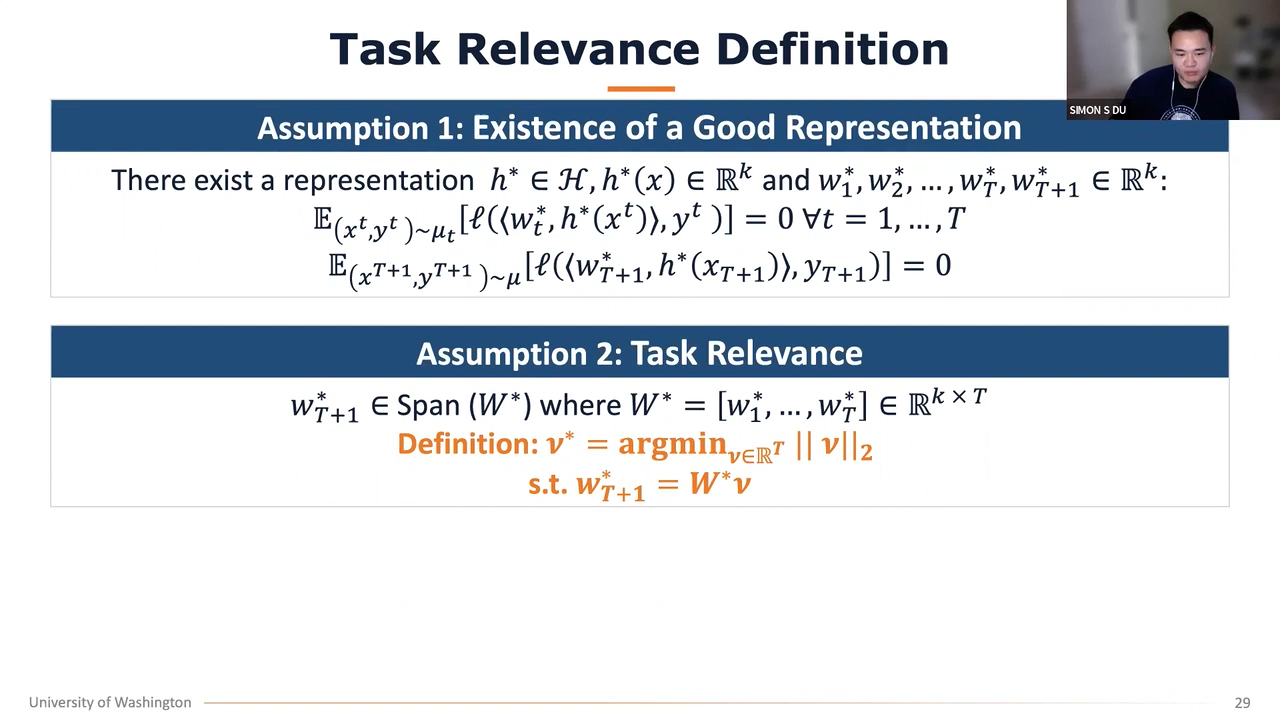 Task Relevance Definition
SIMON S DU
Assumption 1: Existence of a Good Representation
There exist a representation h* ∈ ℋ, h*(x) ∈ ℝ^k and w₁*, w₂*, …, w_T*, w_{T+1}* ∈ ℝ^k:
𝔼_{(x^t,y^t)~μ_t}[ℓ(⟨w_t*, h*(x^t)⟩, y^t )] = 0 ∀t = 1, …, T
𝔼_{(x^{T+1},y^{T+1})~μ}[ℓ(⟨w_{T+1}*, h*(x_{T+1})⟩, y_{T+1})] = 0
Assumption 2: Task Relevance
w_{T+1}* ∈ Span (W*) where W* = [w₁*, …, w_T*] ∈ ℝ^{k × T}
Definition: ν* = argmin_{ν∈ℝ^T} || ν||₂
s.t. w_{T+1}* = W*ν
University of Washington
29